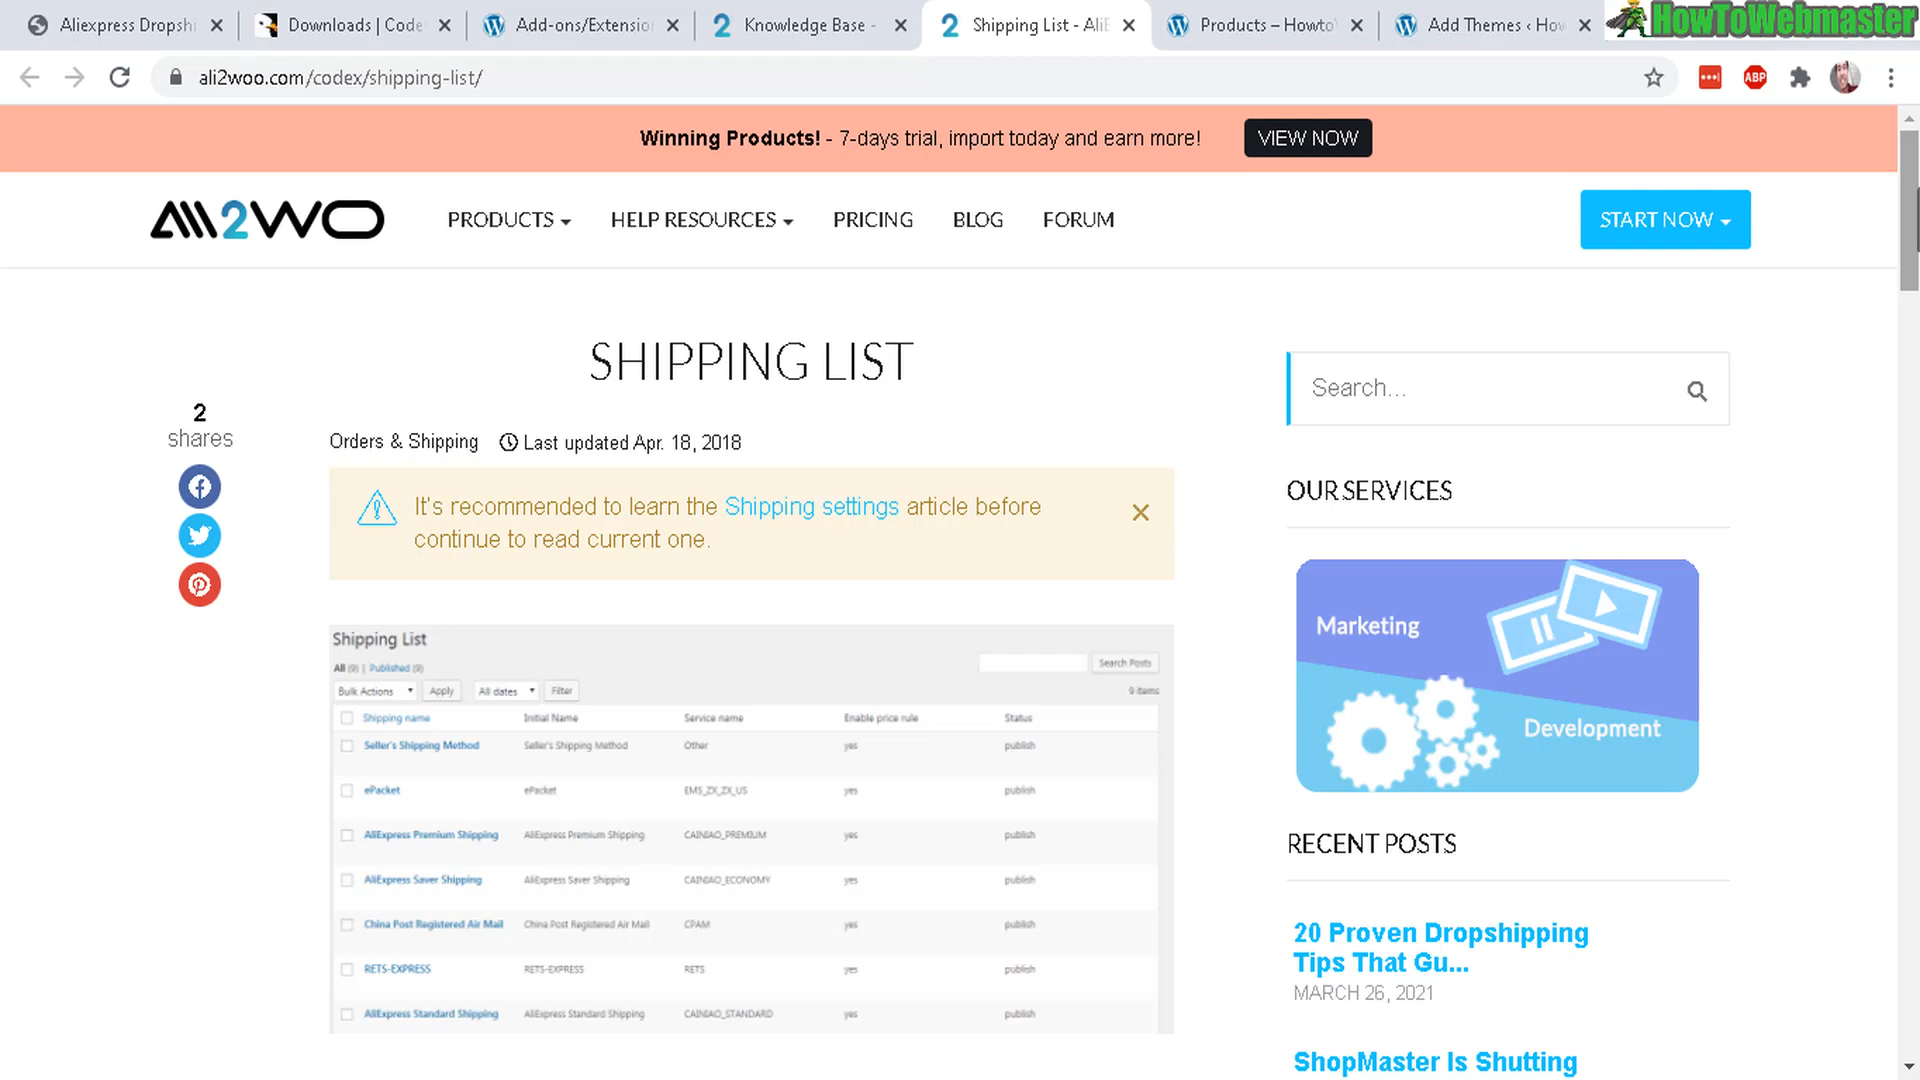 Aliexpress Dropshi
Downloads | Code
Add-ons/Extensio
Knowledge Base -
Shipping List - AliE
Products – Howto
Add Themes ‹ How
HowToWebmaster
ali2woo.com/codex/shipping-list/
ABP
Winning Products! - 7-days trial, import today and earn more!
VIEW NOW
ALI2WOO
PRODUCTS
HELP RESOURCES
PRICING
BLOG
FORUM
START NOW
SHIPPING LIST
2
shares
Orders & Shipping
Last updated Apr. 18, 2018
It's recommended to learn the Shipping settings article before
continue to read current one.
Search...
OUR SERVICES
Marketing
Development
Shipping List
All (9) | Published (9)
Search Posts
Bulk Actions
Apply
All dates
Filter
9 items
Shipping name Initial Name Service name Enable price rule Status
Seller's Shipping Method Seller's Shipping Method Other yes publish
ePacket ePacket EMS_ZX_ZX_US yes publish
AliExpress Premium Shipping AliExpress Premium Shipping CAINIAO_PREMIUM yes publish
AliExpress Saver Shipping AliExpress Saver Shipping CAINIAO_ECONOMY yes publish
China Post Registered Air Mail China Post Registered Air Mail CPAM yes publish
RETS-EXPRESS RETS-EXPRESS RETS yes publish
AliExpress Standard Shipping AliExpress Standard Shipping CAINIAO_STANDARD yes publish
RECENT POSTS
20 Proven Dropshipping
Tips That Gu...
MARCH 26, 2021
ShopMaster Is Shutting